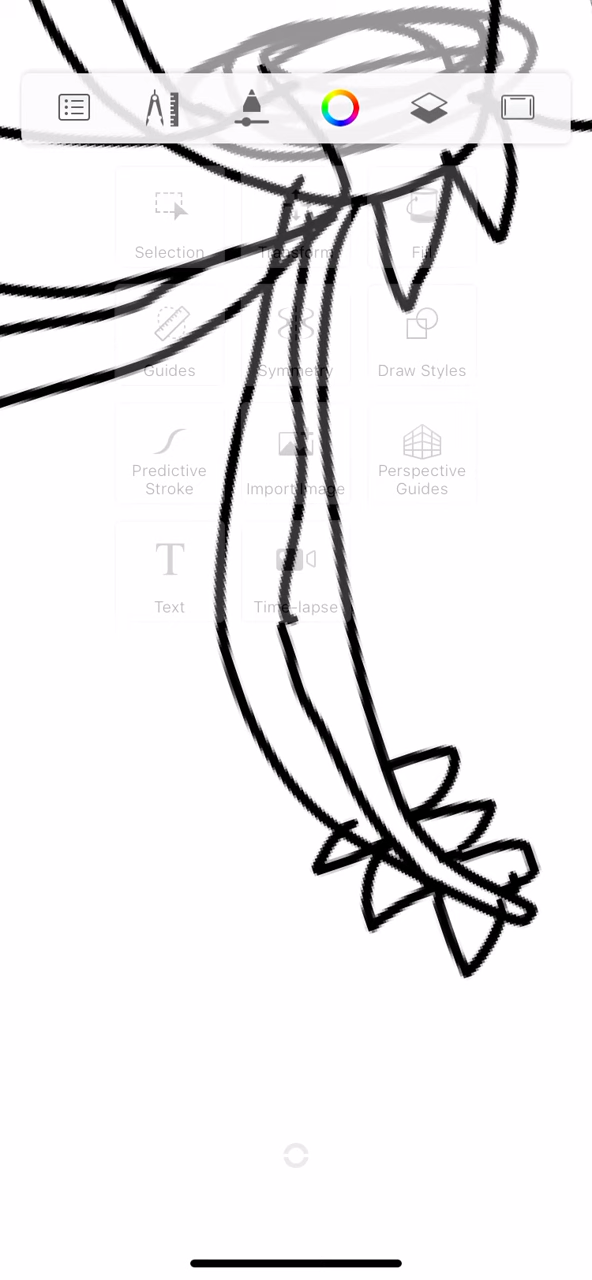 Selection
Transform
Fill
Guides
Symmetry
Draw Styles
Predictive
Stroke
Import Image
Perspective
Guides
Text
Time-lapse